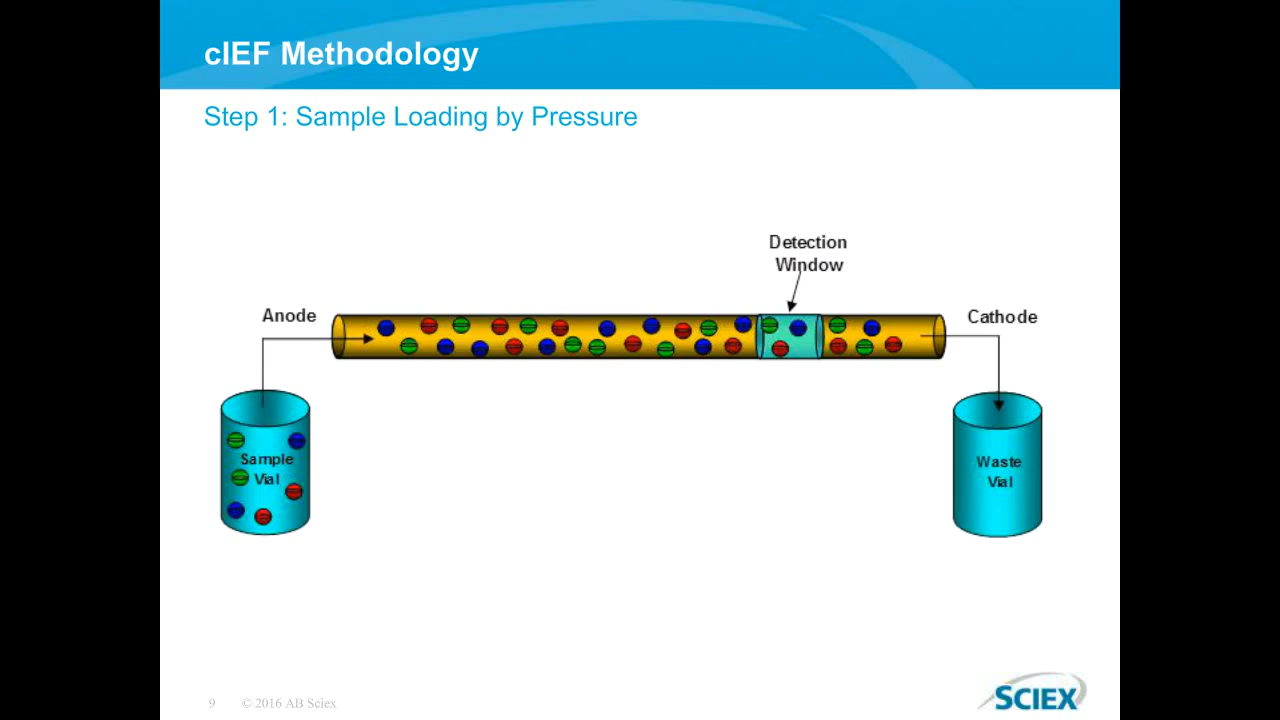 cIEF Methodology
Step 1: Sample Loading by Pressure
Detection
Window
Anode
Cathode
Sample
Vial
Waste
Vial
9 © 2016 AB Sciex
SCIEX